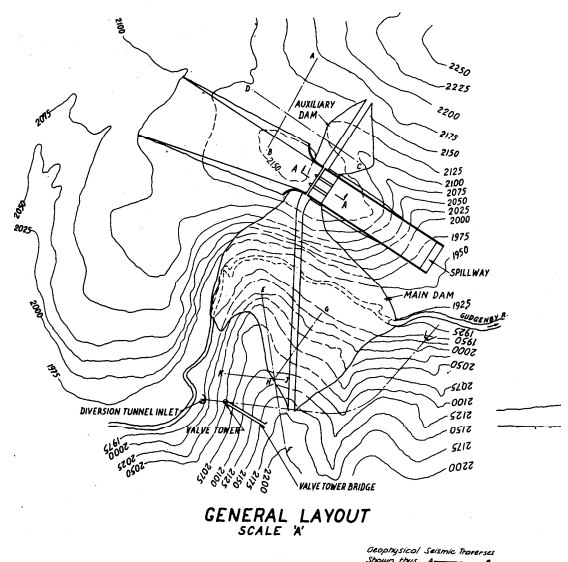 2100
2250
2225
2200
2175
2150
2125
2100
2075
2050
2025
2000
1975
1950
A
D
AUXILIARY
DAM
2075
B
2150
A
C
A
2050
2025
SPILLWAY
MAIN DAM
1925
GUDGENBY R.
E
G
2000
1975
1925
1950
2000
2050
2075
2100
2125
2150
2175
2200
K
H
J
L
DIVERSION TUNNEL INLET
VALVE TOWER
1975
2000
2025
2050
2075
2100
2125
2150
2175
2200
F
VALVE TOWER BRIDGE
GENERAL LAYOUT
SCALE 'A'
Geophysical Seismic Traverses
Shown thus: A